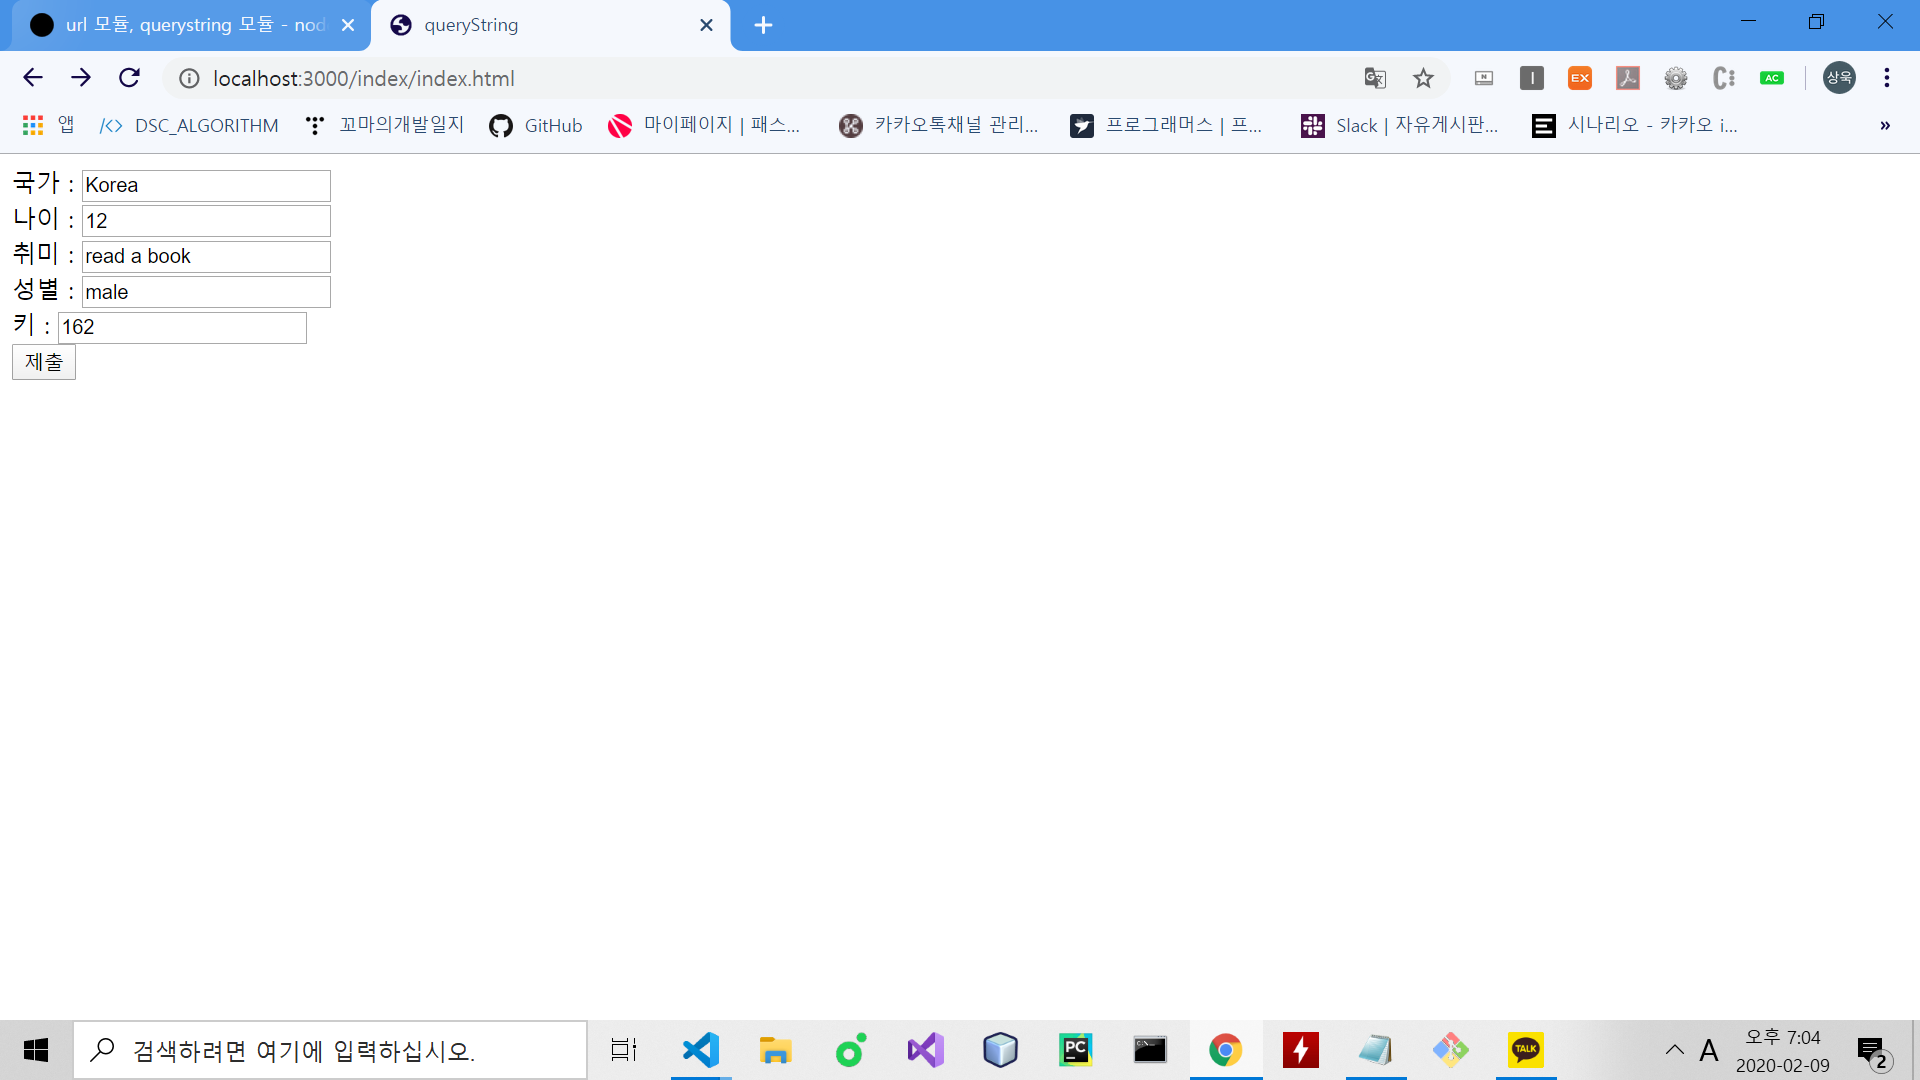 url 모듈, querystring 모듈 - nod
queryString
localhost:3000/index/index.html
EX
AC
상욱
앱
DSC_ALGORITHM
꼬마의개발일지
GitHub
마이페이지 | 패스...
카카오톡채널 관리...
프로그래머스 | 프...
Slack | 자유게시판...
시나리오 - 카카오 i...
»
국가 : Korea
나이 : 12
취미 : read a book
성별 : male
키 : 162
제출
검색하려면 여기에 입력하십시오.
PC
TALK
A
오후 7:04
2020-02-09
2